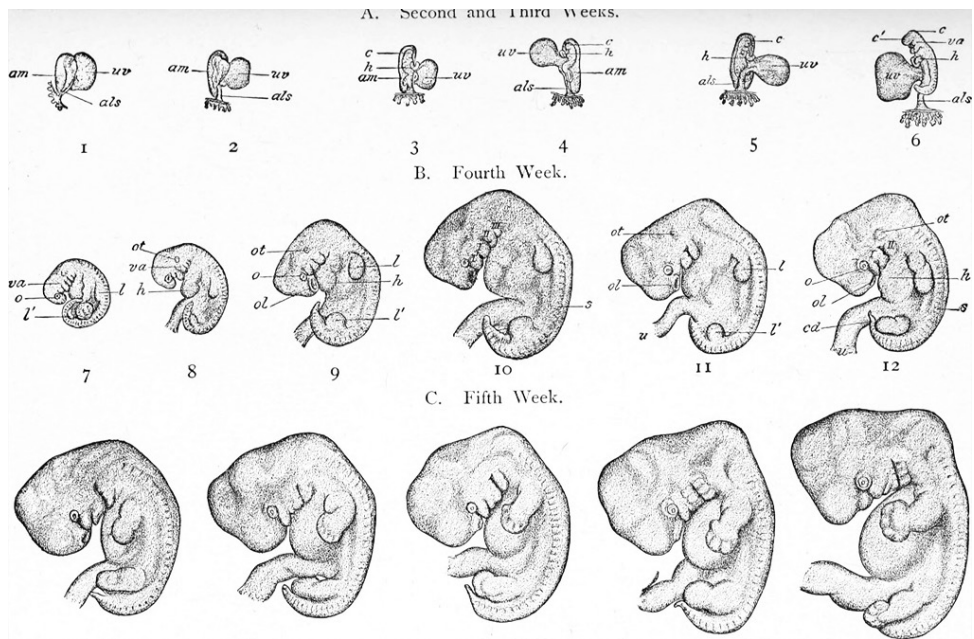 A. Second and Third Weeks.
am uv als
am uv als
c h am uv
uv c h am als
c h uv als
c c' va h uv als
1 2 3 4 5 6
B. Fourth Week.
va o l l'
ot va h
ot o ol l h l'
s
ot ol l u l'
ot o ol h s cd u
7 8 9 10 11 12
C. Fifth Week.